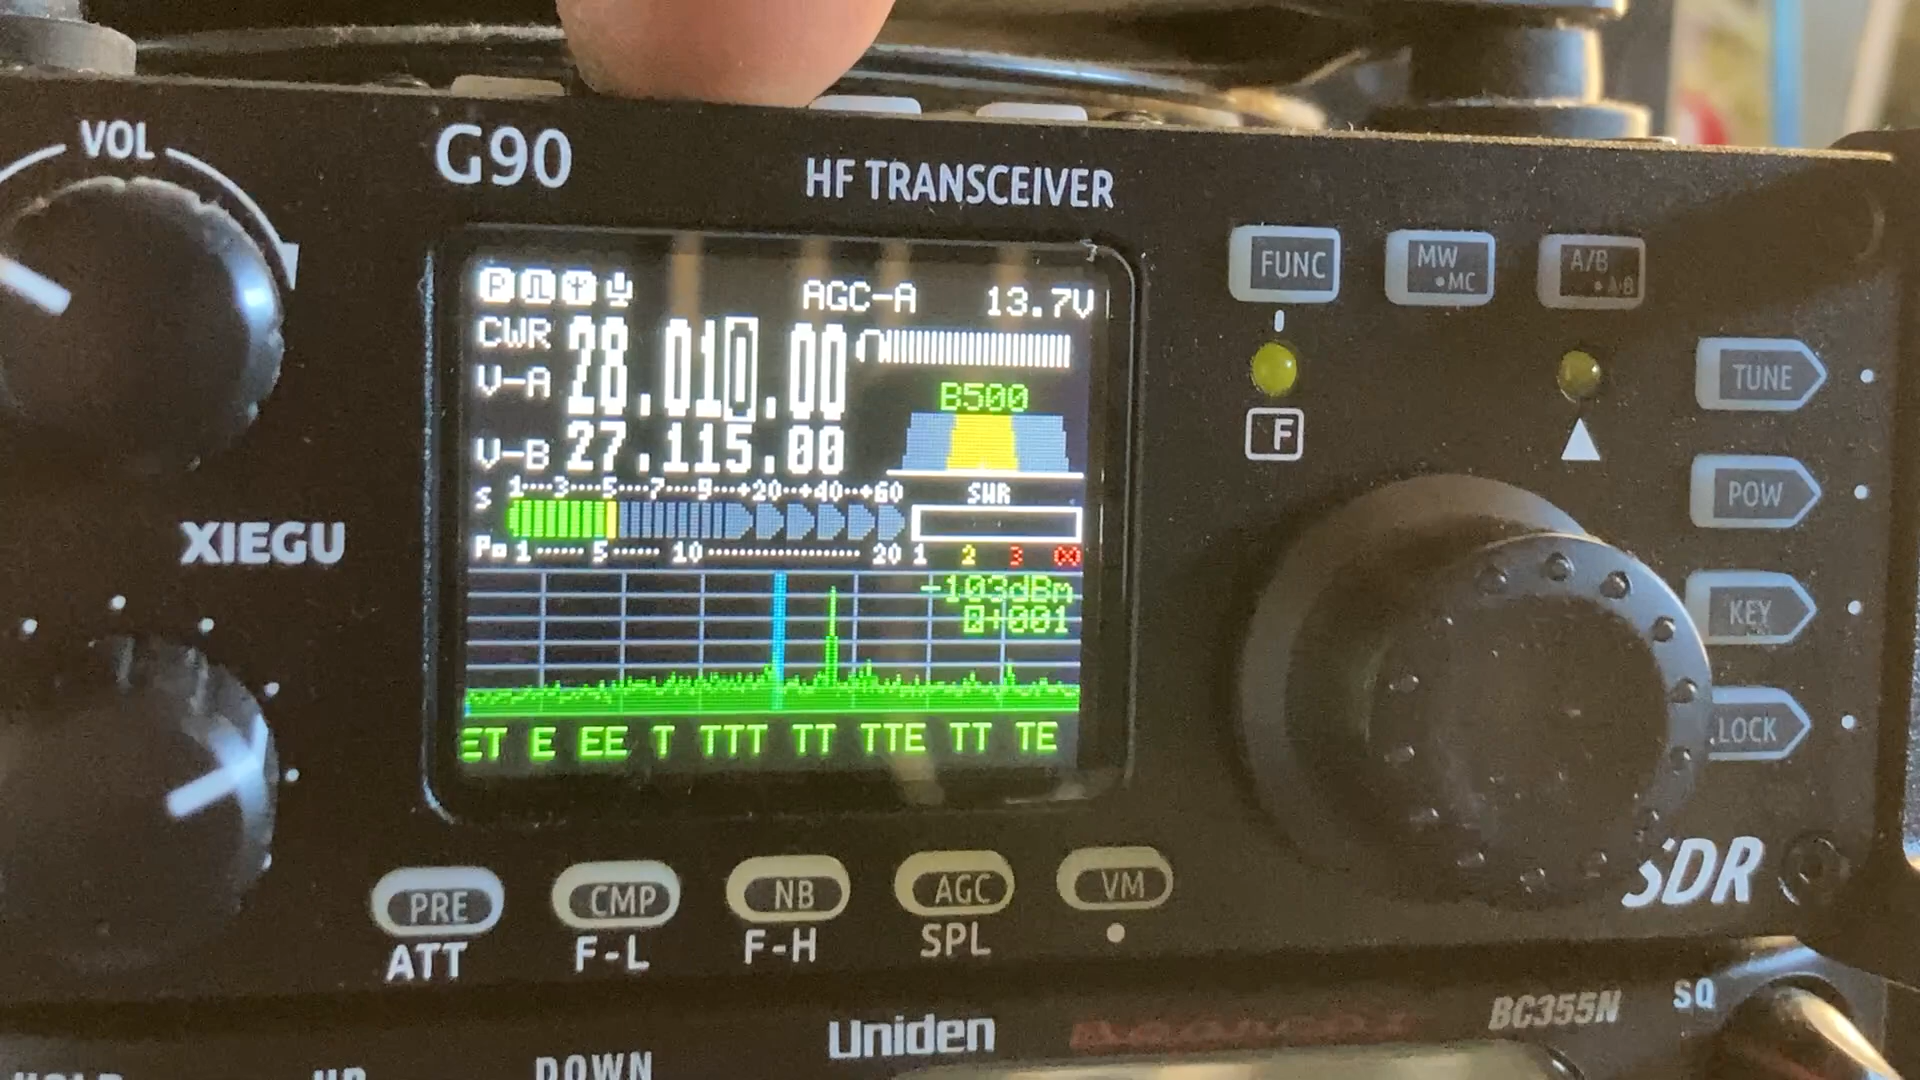 VOL
G90
HF TRANSCEIVER
P
AGC-A 13.7V
CWR
V-A 28.010.00
B500
V-B 27.115.00
S 1 3 5 7 9 +20 +40 +60 SWR
Po 1 5 10 20 1 2 3 ∞
-103dBm
+001
ET E EE T TTT TT TTE TT TE
FUNC
MW
MC
A/B
F
TUNE
POW
KEY
LOCK
XIEGU
SDR
PRE
CMP
NB
AGC
VM
ATT
F-L
F-H
SPL
Uniden
BC355N
SQ
DOWN